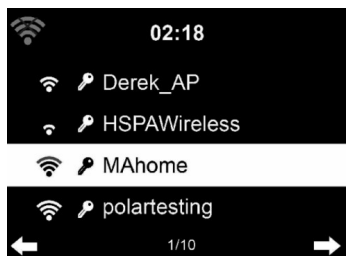 02:18
Derek_AP
HSPAWireless
MAhome
polartesting
1/10